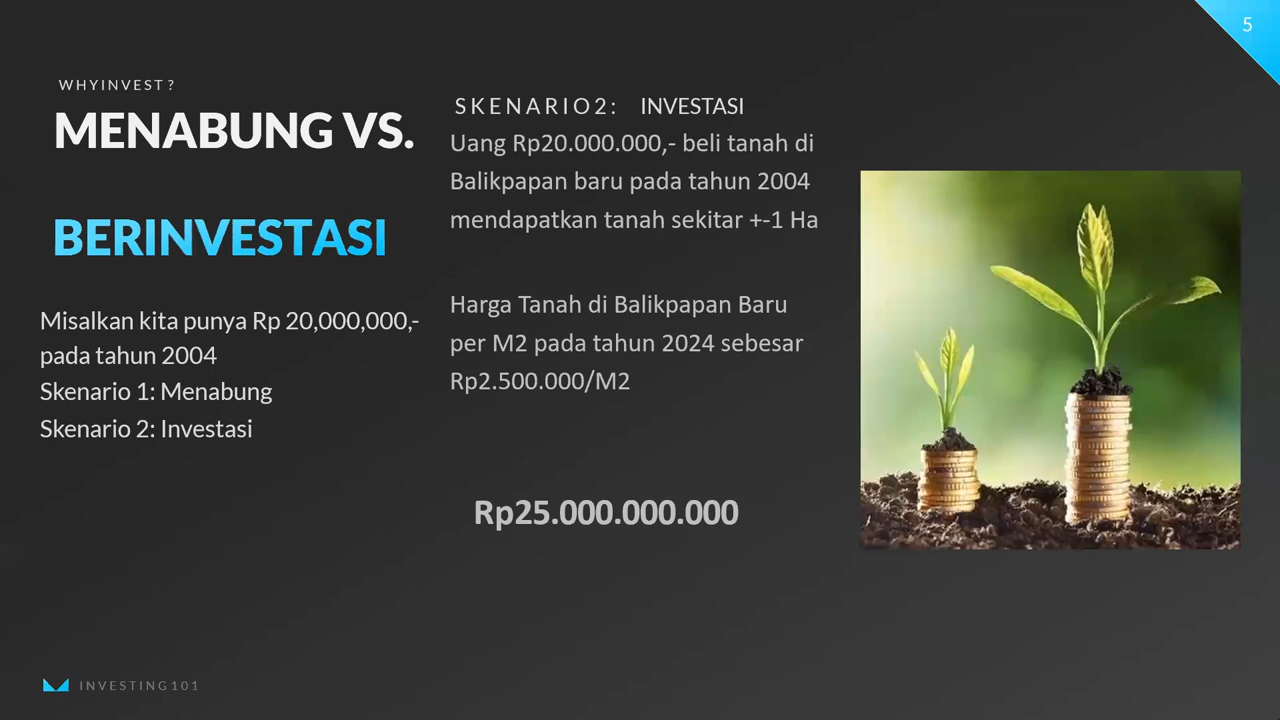 5
WHYINVEST?
MENABUNG VS.
BERINVESTASI
Misalkan kita punya Rp 20,000,000,-
pada tahun 2004
Skenario 1: Menabung
Skenario 2: Investasi
SKENARIO2: INVESTASI
Uang Rp20.000.000,- beli tanah di
Balikpapan baru pada tahun 2004
mendapatkan tanah sekitar +-1 Ha
Harga Tanah di Balikpapan Baru
per M2 pada tahun 2024 sebesar
Rp2.500.000/M2
Rp25.000.000.000
INVESTING101